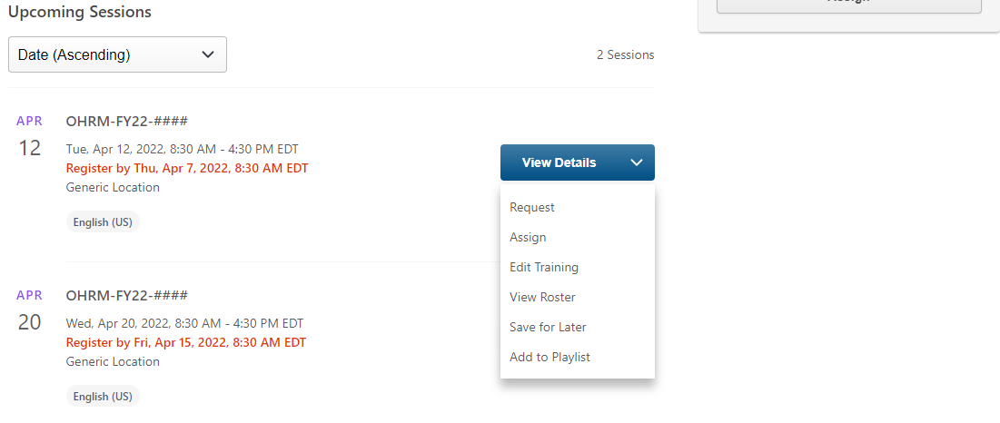 Upcoming Sessions
Date (Ascending)
2 Sessions
APR
12
OHRM-FY22-####
Tue, Apr 12, 2022, 8:30 AM - 4:30 PM EDT
Register by Thu, Apr 7, 2022, 8:30 AM EDT
Generic Location
English (US)
View Details
Request
Assign
Edit Training
View Roster
Save for Later
Add to Playlist
APR
20
OHRM-FY22-####
Wed, Apr 20, 2022, 8:30 AM - 4:30 PM EDT
Register by Fri, Apr 15, 2022, 8:30 AM EDT
Generic Location
English (US)